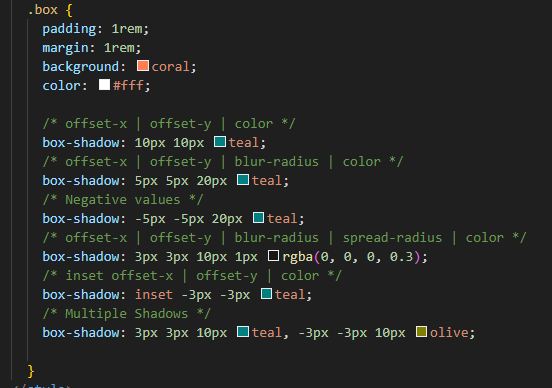 .box {
padding: 1rem;
margin: 1rem;
background: coral;
color: #fff;
/* offset-x | offset-y | color */
box-shadow: 10px 10px teal;
/* offset-x | offset-y | blur-radius | color */
box-shadow: 5px 5px 20px teal;
/* Negative values */
box-shadow: -5px -5px 20px teal;
/* offset-x | offset-y | blur-radius | spread-radius | color */
box-shadow: 3px 3px 10px 1px rgba(0, 0, 0, 0.3);
/* inset offset-x | offset-y | color */
box-shadow: inset -3px -3px teal;
/* Multiple Shadows */
box-shadow: 3px 3px 10px teal, -3px -3px 10px olive;
}